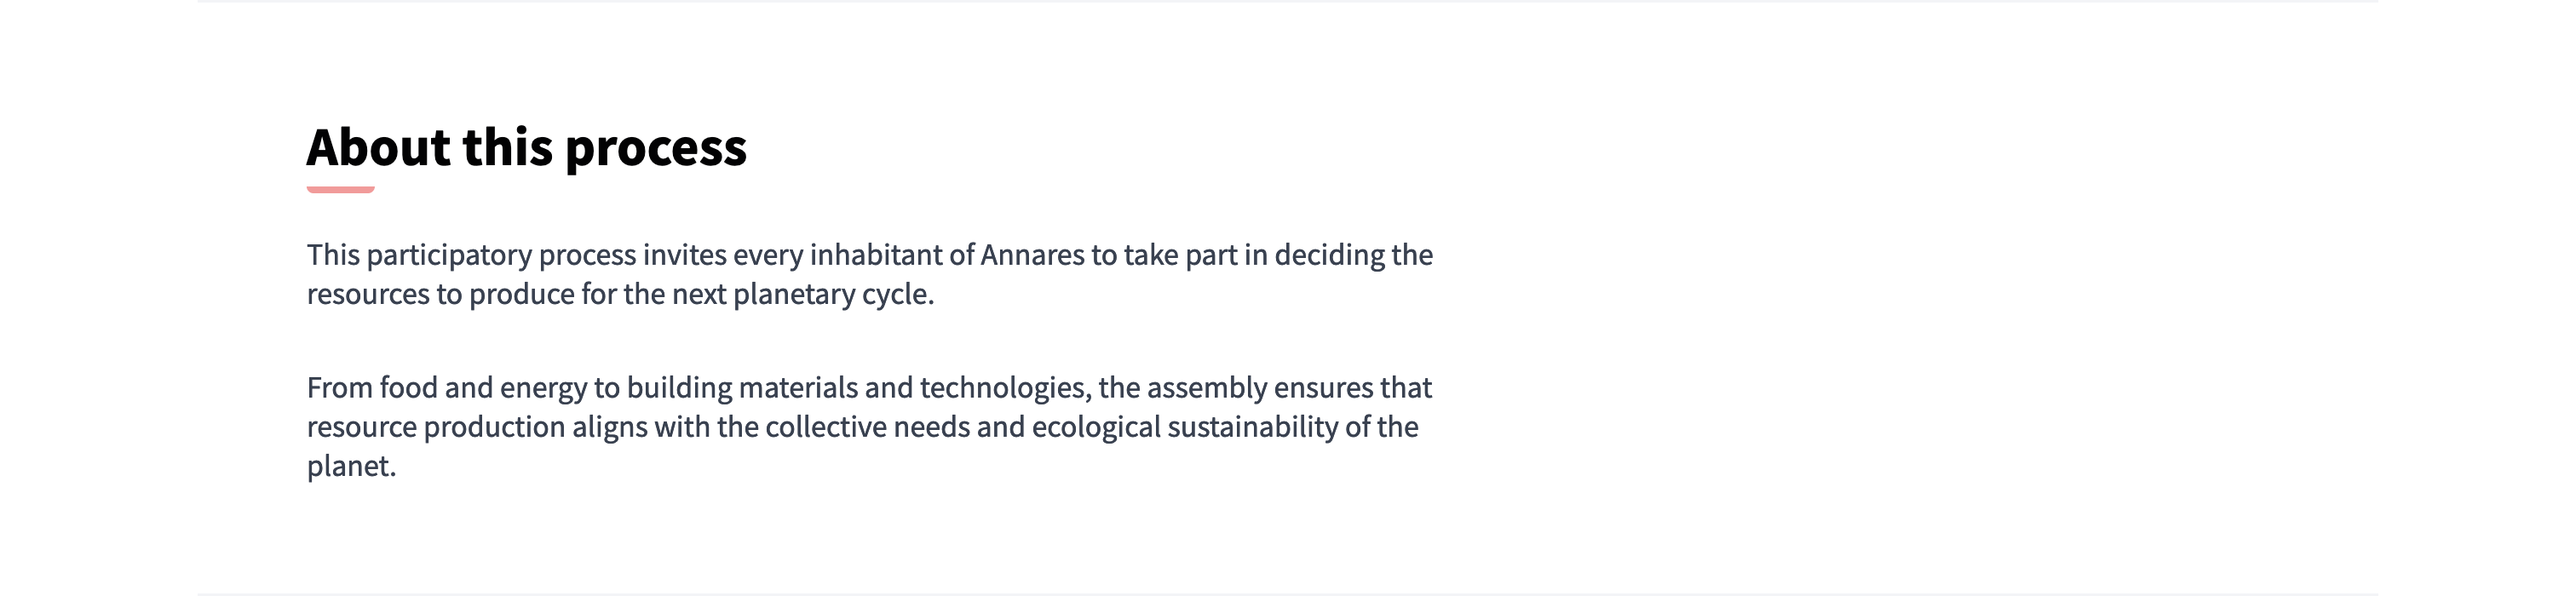 About this process
This participatory process invites every inhabitant of Annares to take part in deciding the
resources to produce for the next planetary cycle.
From food and energy to building materials and technologies, the assembly ensures that
resource production aligns with the collective needs and ecological sustainability of the
planet.